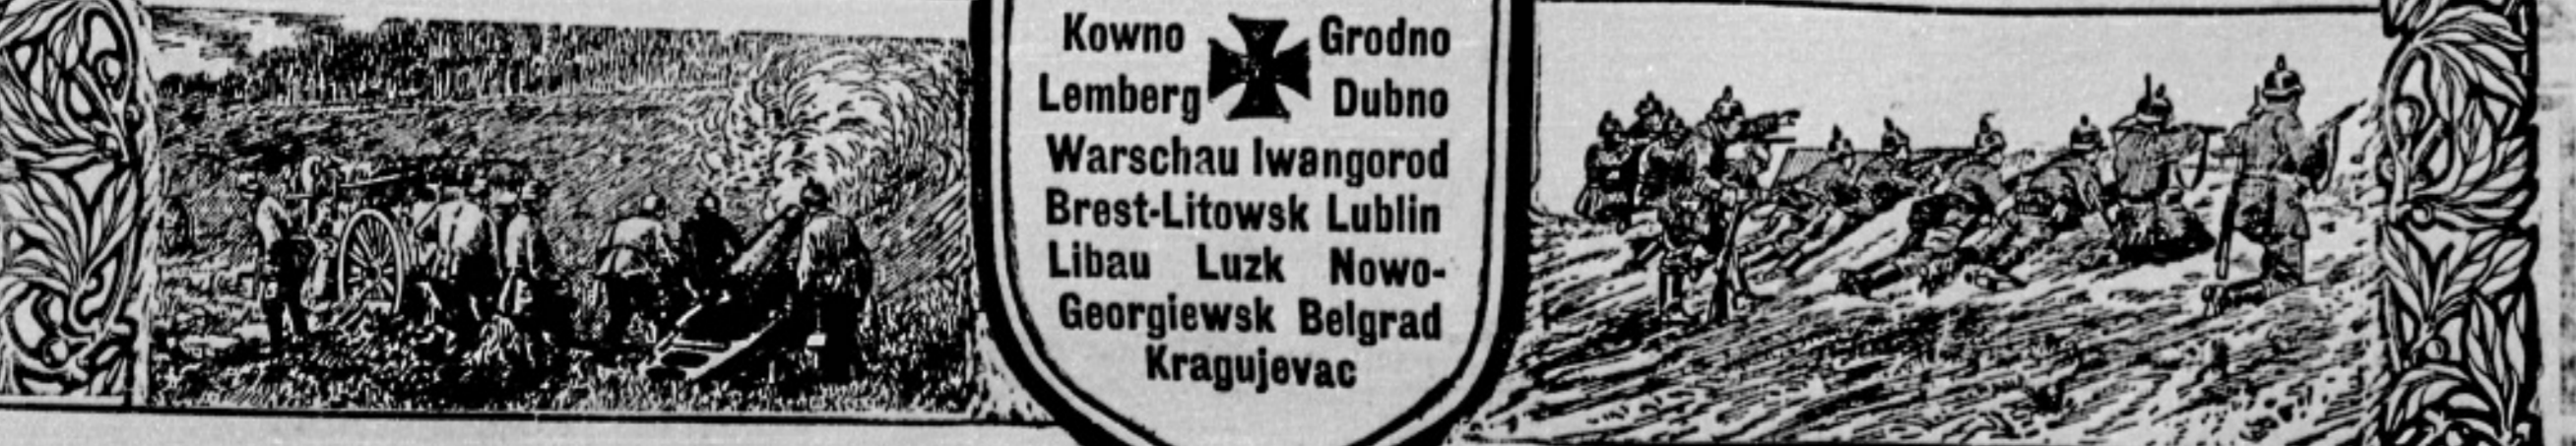 Kowno Grodno
Lemberg Dubno
Warschau Iwangorod
Brest-Litowsk Lublin
Libau Luzk Nowo-
Georgiewsk Belgrad
Kragujevac